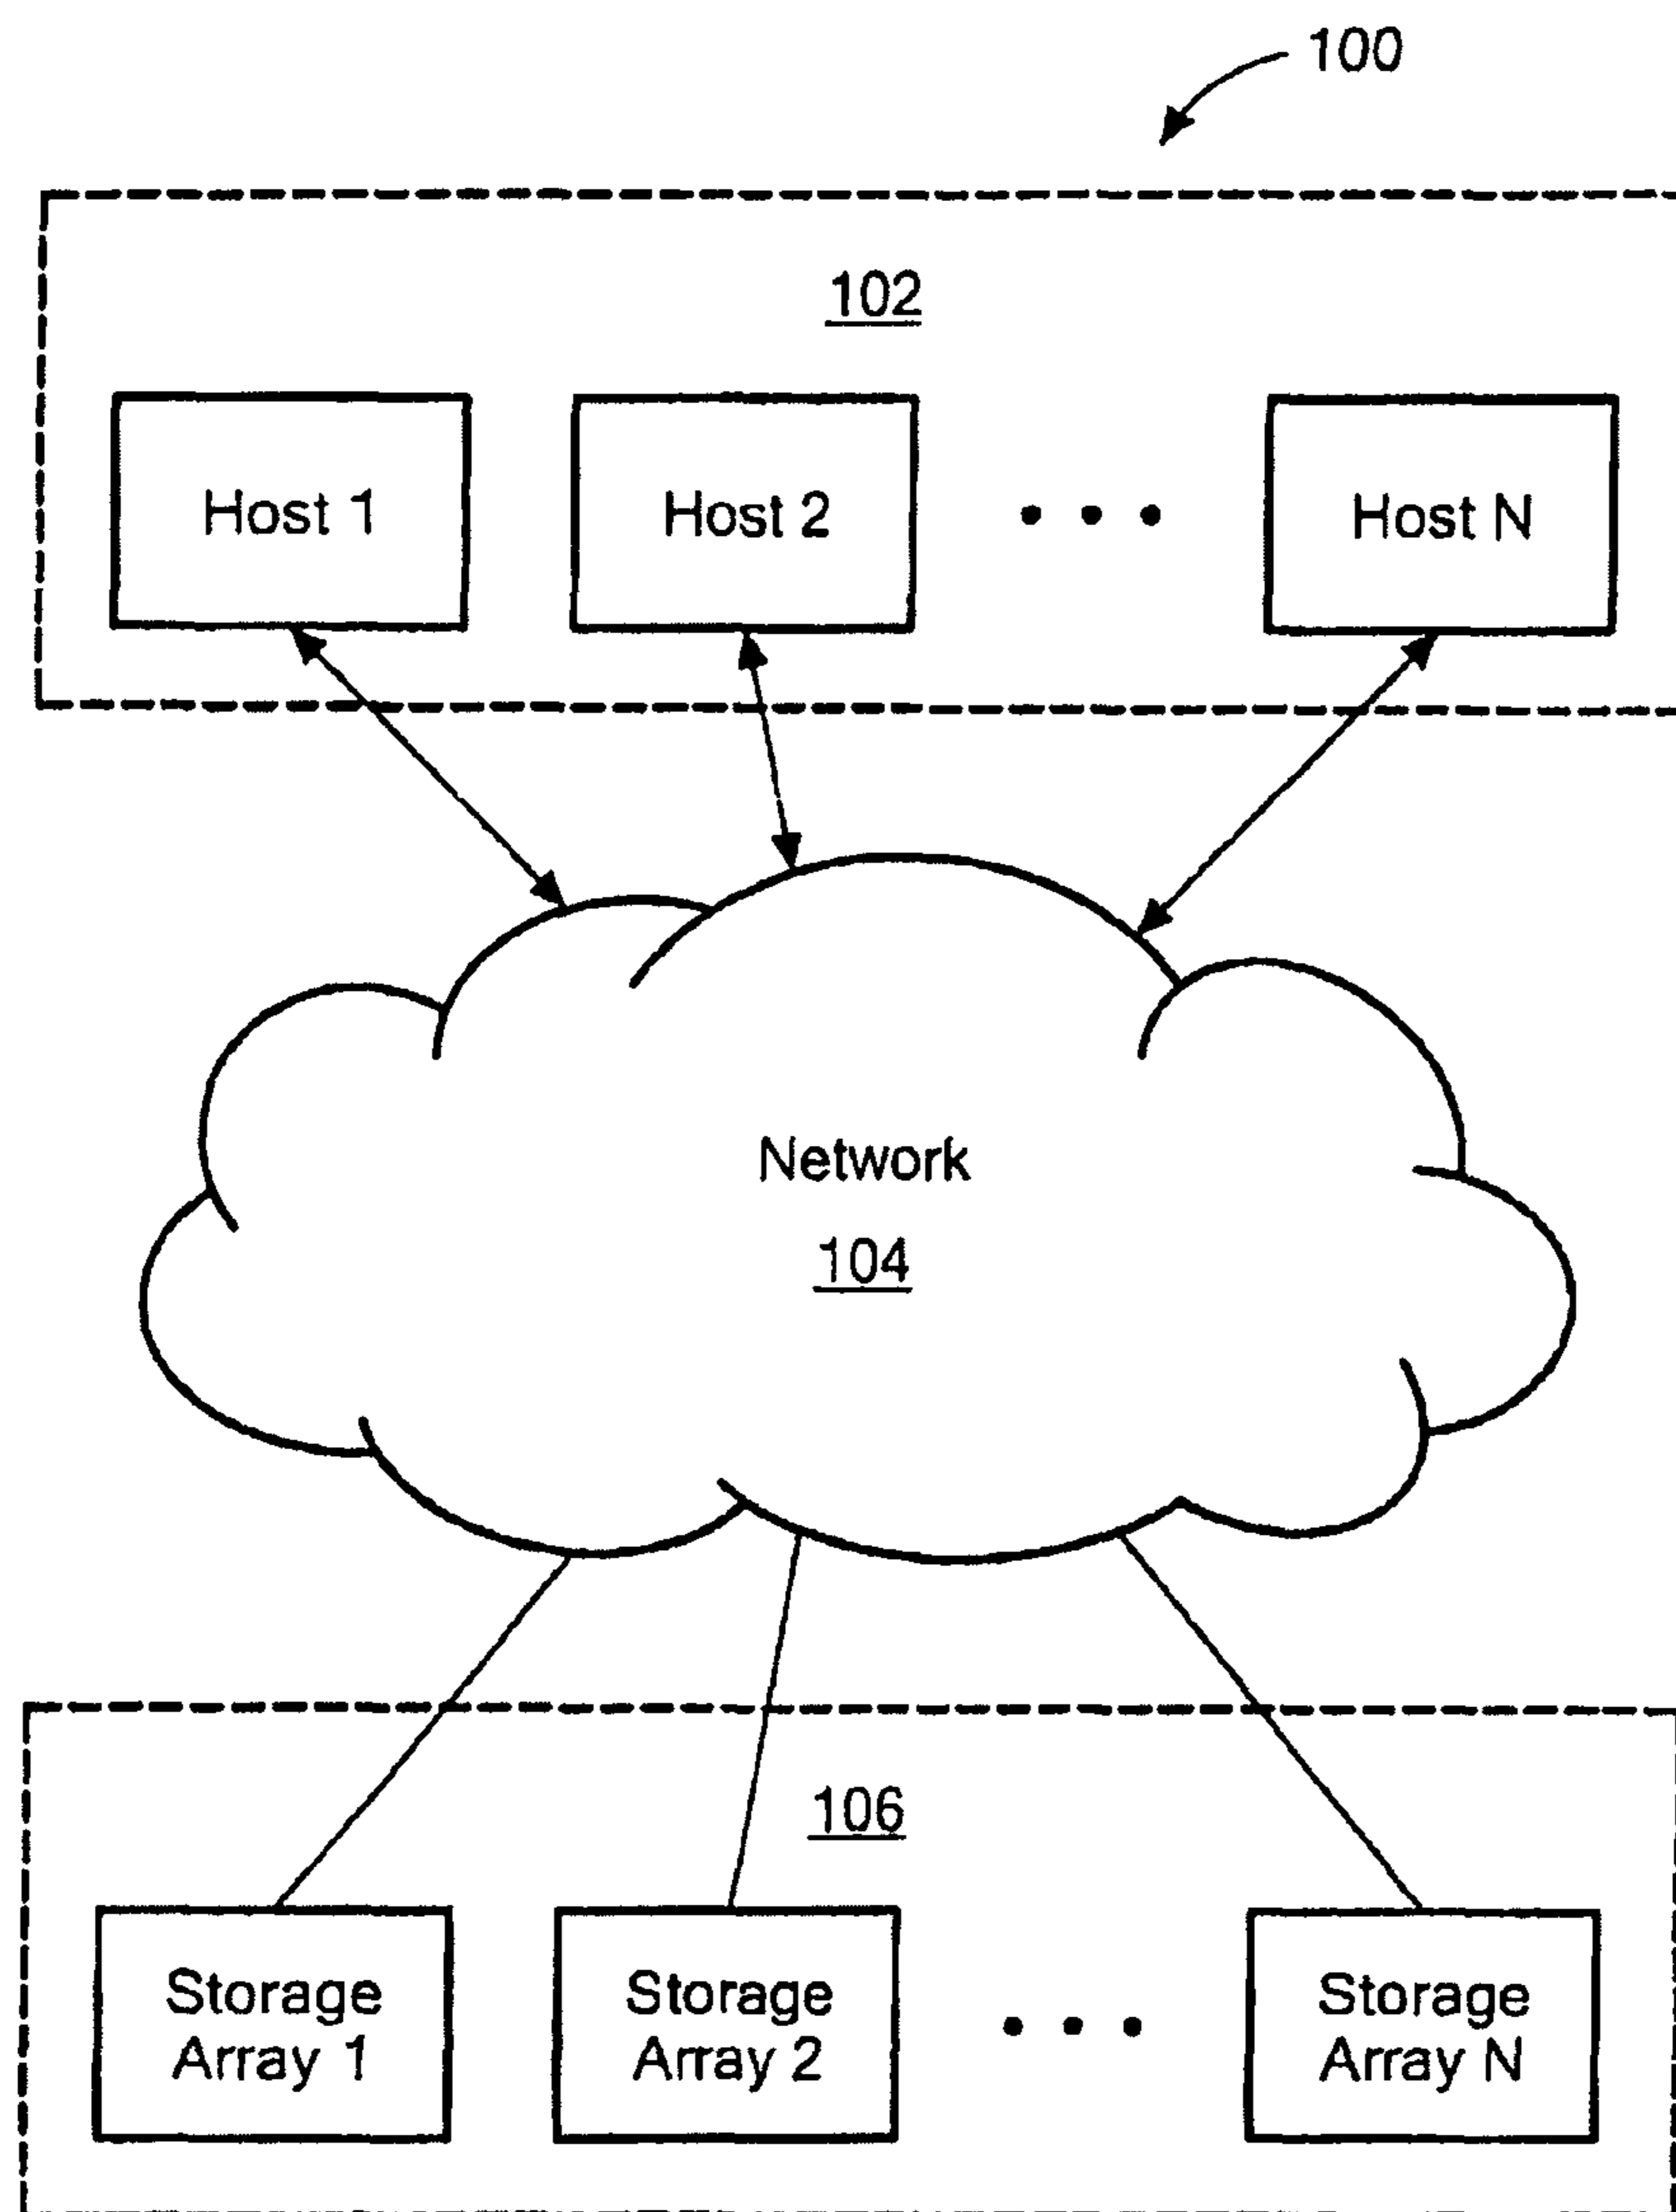 100
102
Host 1
Host 2
• • •
Host N
Network
104
106
Storage
Array 1
Storage
Array 2
• • •
Storage
Array N